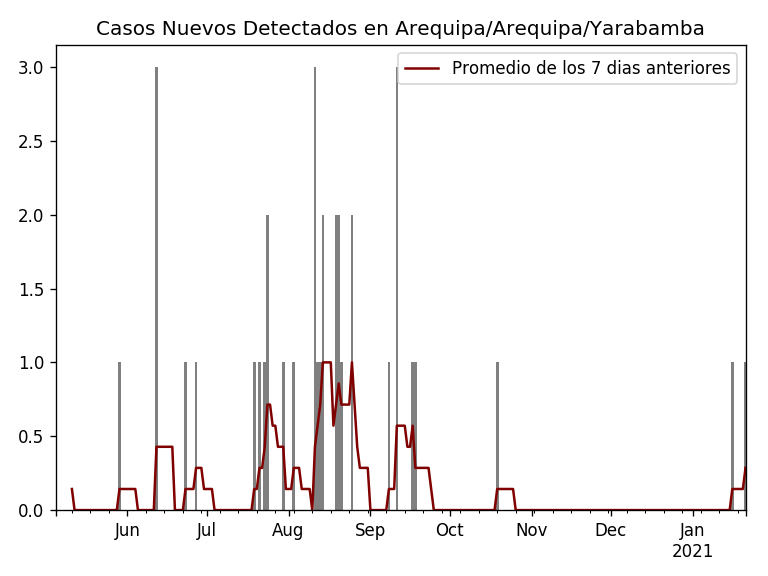 Casos Nuevos Detectados en Arequipa/Arequipa/Yarabamba
Promedio de los 7 dias anteriores
3.0
2.5
2.0
1.5
1.0
0.5
0.0
Jun Jul Aug Sep Oct Nov Dec Jan
2021